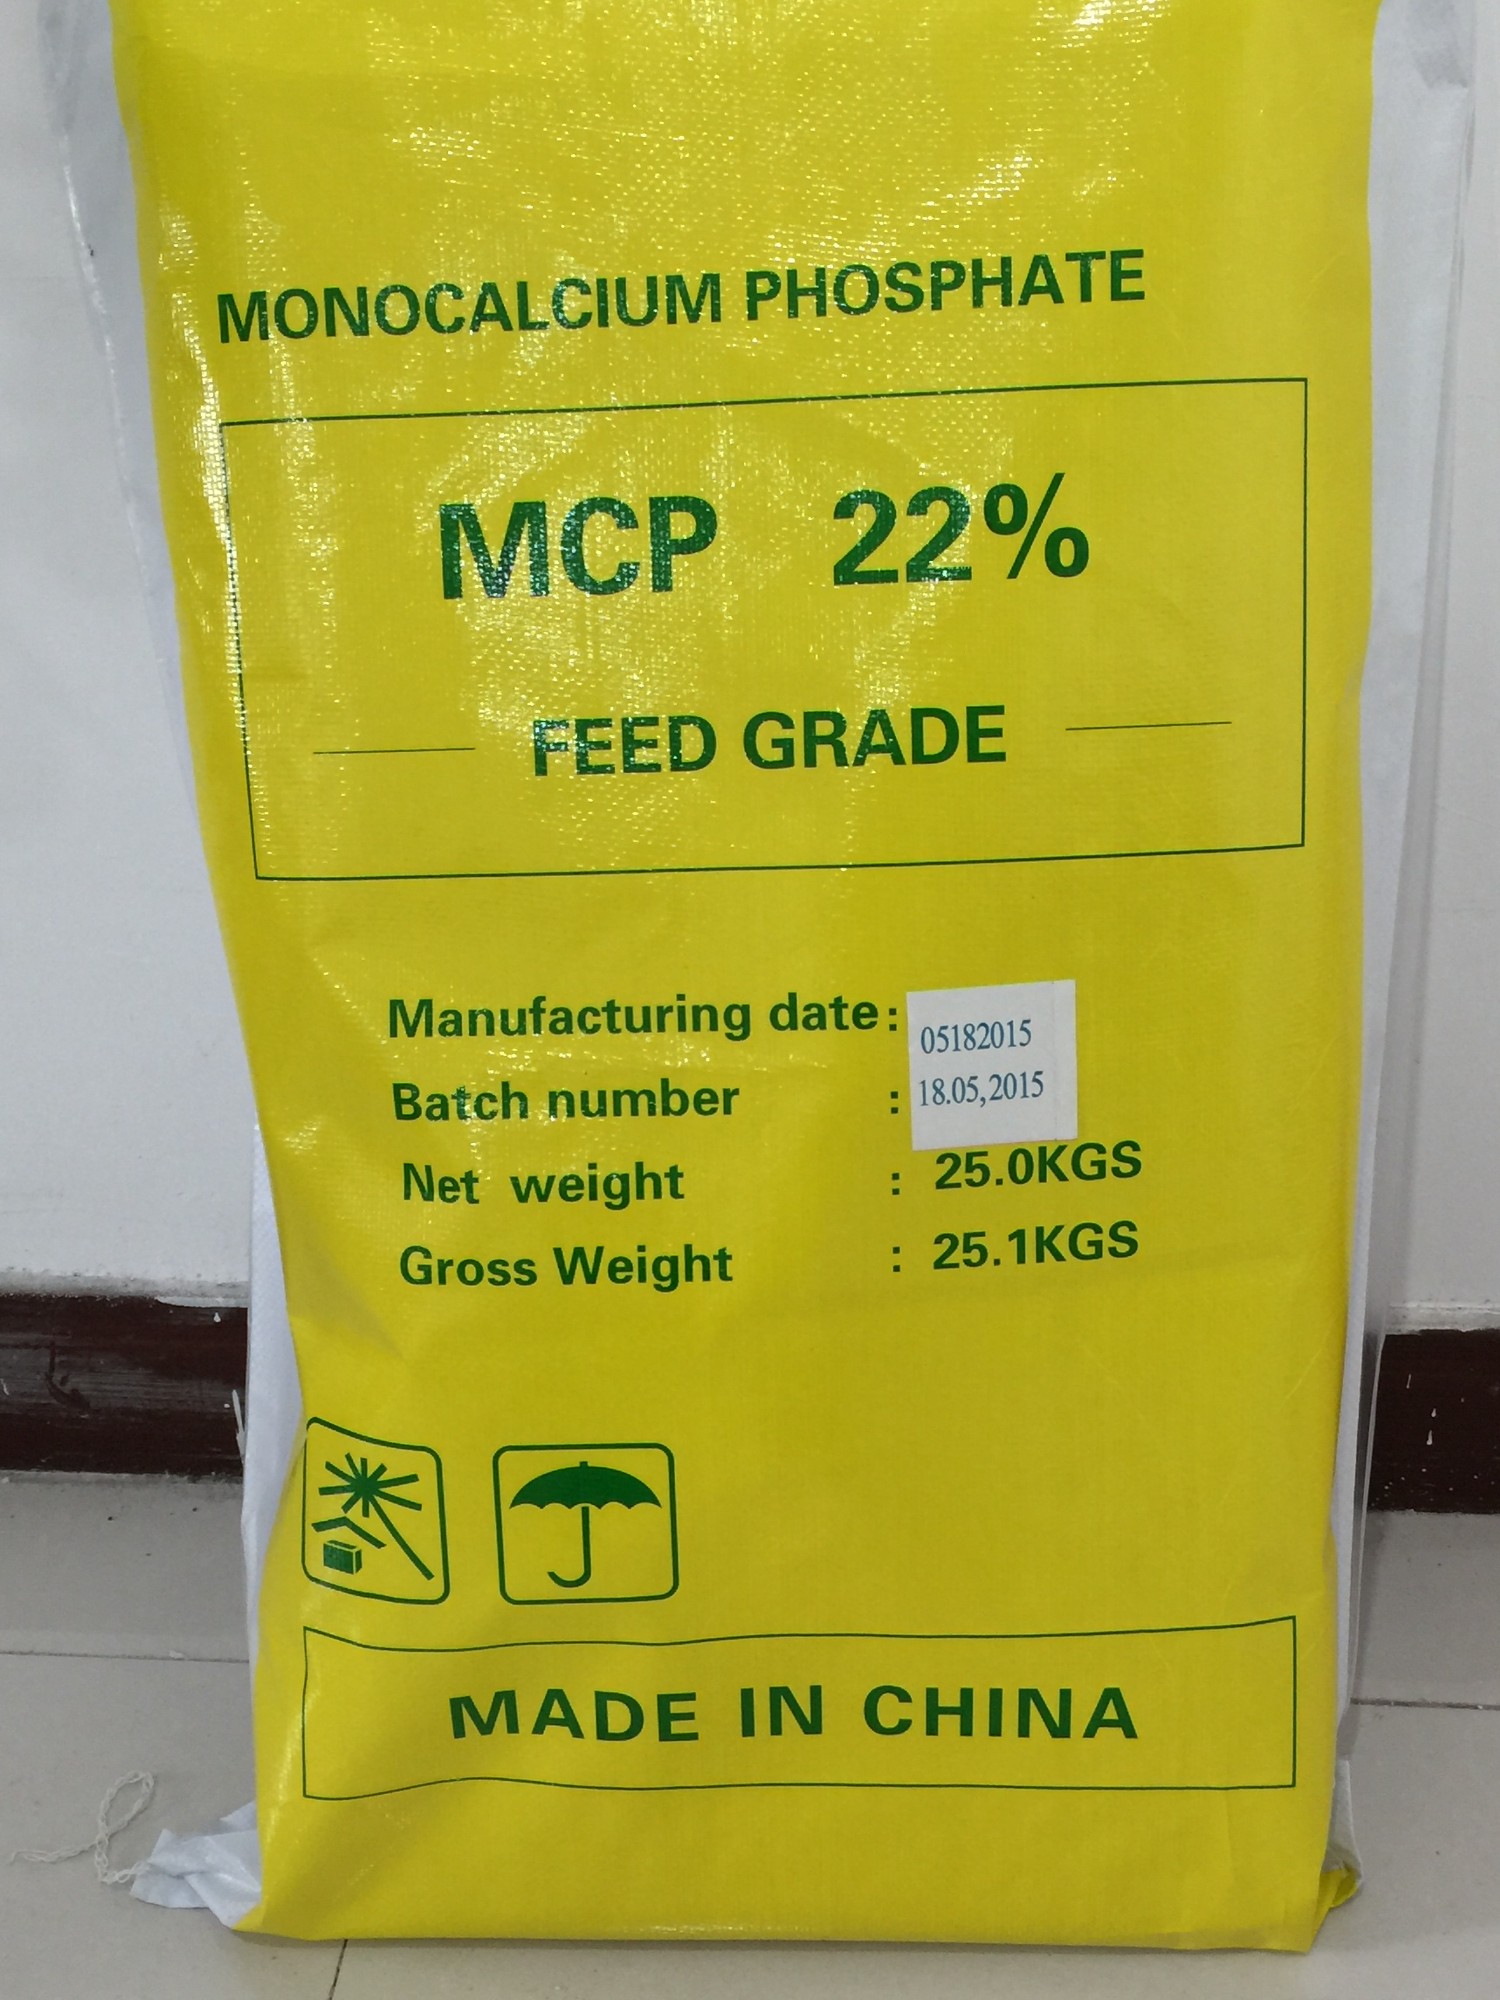 MONOCALCIUM PHOSPHATE
MCP 22%
FEED GRADE
Manufacturing date: 05182015
Batch number : 18.05,2015
Net weight : 25.0KGS
Gross Weight : 25.1KGS
MADE IN CHINA